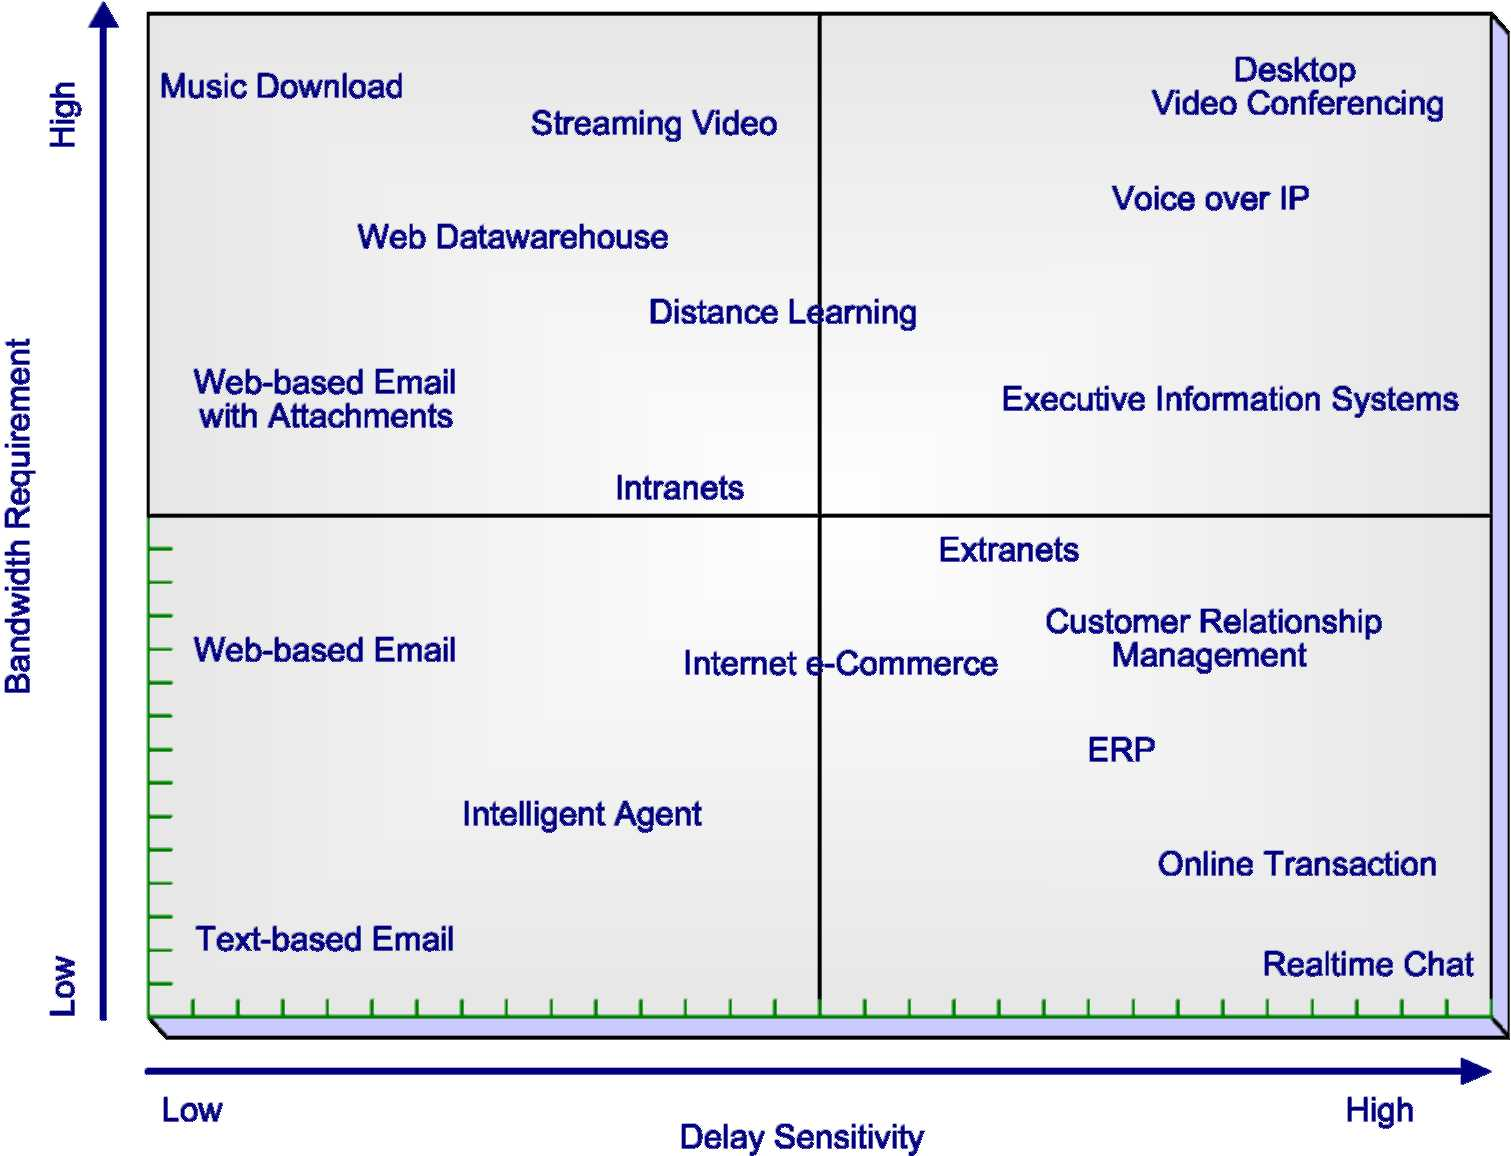 High
Music Download
Desktop
Video Conferencing
Streaming Video
Voice over IP
Web Datawarehouse
Distance Learning
Web-based Email
with Attachments
Executive Information Systems
Intranets
Bandwidth Requirement
Extranets
Customer Relationship
Management
Web-based Email
Internet e-Commerce
ERP
Intelligent Agent
Online Transaction
Text-based Email
Realtime Chat
Low
Low
High
Delay Sensitivity